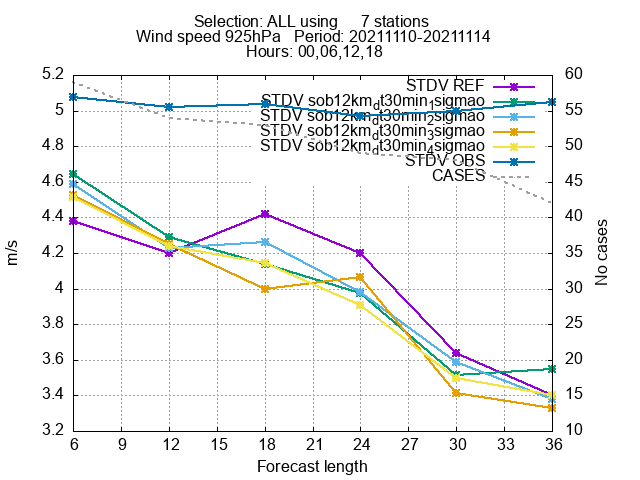 Selection: ALL using 7 stations
Wind speed 925hPa Period: 20211110-20211114
Hours: 00,06,12,18
5.2
5
4.8
4.6
4.4
4.2
4
3.8
3.6
3.4
3.2
60
55
50
45
40
35
30
25
20
15
10
m/s
No cases
STDV REF
STDV sob12km_dt30min_1sigmao
STDV sob12km_dt30min_2sigmao
STDV sob12km_dt30min_3sigmao
STDV sob12km_dt30min_4sigmao
STDV OBS
CASES
6 9 12 15 18 21 24 27 30 33 36
Forecast length